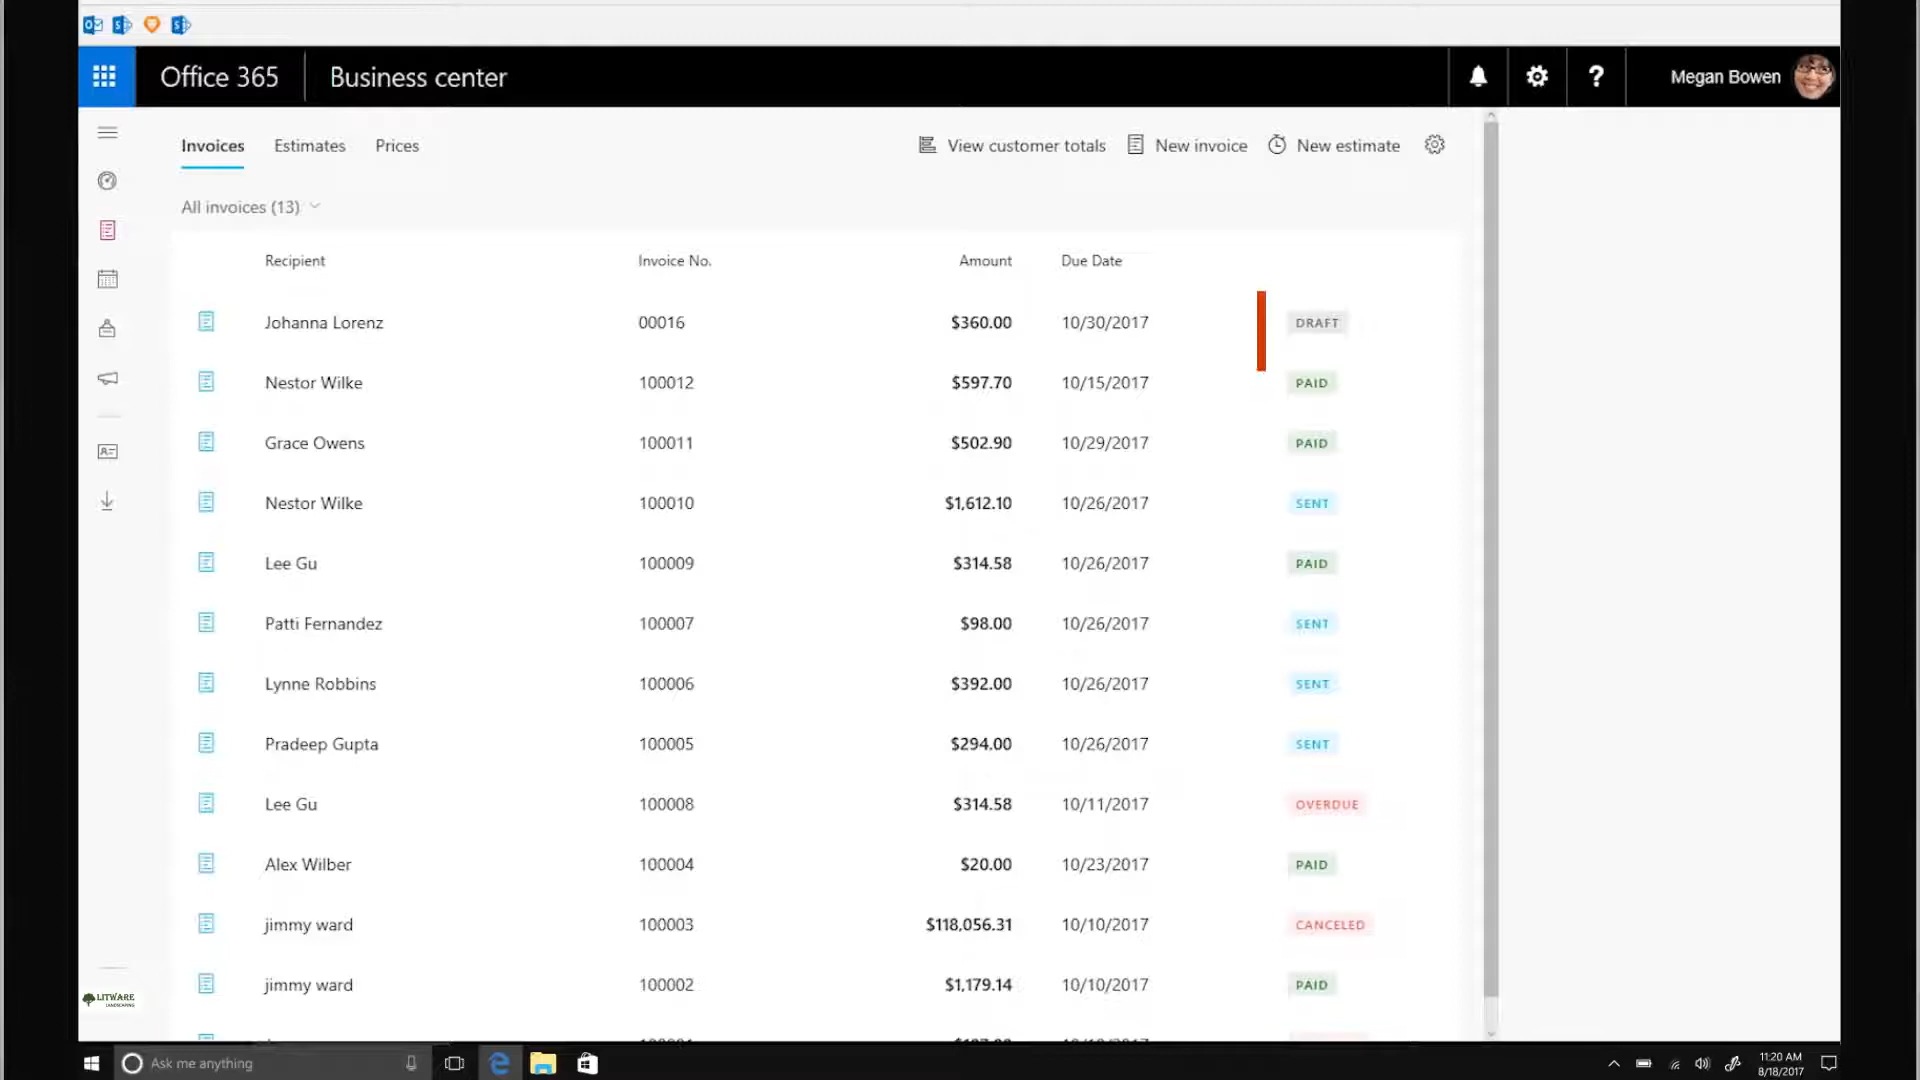 Office 365 Business center Megan Bowen
Invoices Estimates Prices View customer totals New invoice New estimate
All invoices (13)
Recipient Invoice No. Amount Due Date
Johanna Lorenz 00016 $360.00 10/30/2017 DRAFT
Nestor Wilke 100012 $597.70 10/15/2017 PAID
Grace Owens 100011 $502.90 10/29/2017 PAID
Nestor Wilke 100010 $1,612.10 10/26/2017 SENT
Lee Gu 100009 $314.58 10/26/2017 PAID
Patti Fernandez 100007 $98.00 10/26/2017 SENT
Lynne Robbins 100006 $392.00 10/26/2017 SENT
Pradeep Gupta 100005 $294.00 10/26/2017 SENT
Lee Gu 100008 $314.58 10/11/2017 OVERDUE
Alex Wilber 100004 $20.00 10/23/2017 PAID
jimmy ward 100003 $118,056.31 10/10/2017 CANCELED
jimmy ward 100002 $1,179.14 10/10/2017 PAID
LITWARE
LANDSCAPING
Ask me anything
11:20 AM
8/18/2017